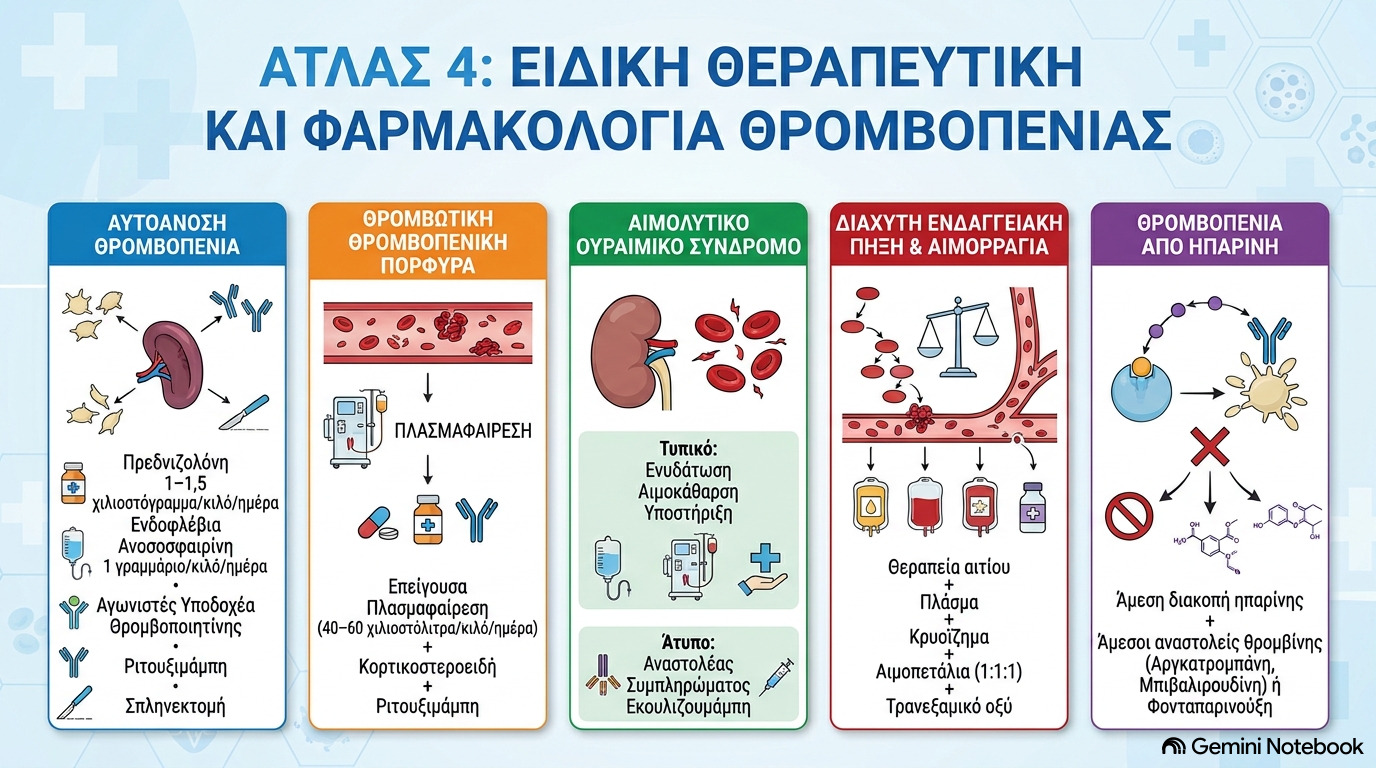 ΑΤΛΑΣ 4: ΕΙΔΙΚΗ ΘΕΡΑΠΕΥΤΙΚΗ
ΚΑΙ ΦΑΡΜΑΚΟΛΟΓΙΑ ΘΡΟΜΒΟΠΕΝΙΑΣ
ΑΥΤΟΑΝΟΣΗ
ΘΡΟΜΒΟΠΕΝΙΑ
Πρεδνιζολόνη
1–1,5
χιλιοστόγραμα/κιλό/ημέρα
Ενδοφλέβια
Ανοσοσφαιρίνη
1 γραμμάριο/κιλό/ημέρα
•
Αγωνιστές Υποδοχέα
Θρομβοποιητίνης
•
Ριτουξιμάμπη
•
Σπληνεκτομή
ΘΡΟΜΒΩΤΙΚΗ
ΘΡΟΜΒΟΠΕΝΙΚΗ
ΠΟΡΦΥΡΑ
ΠΛΑΣΜΑΦΑΙΡΕΣΗ
Επείγουσα
Πλασμαφαίρεση
(40–60 χιλιοστόλιτρα/κιλό/ημέρα)
+
Κορτικοστεροειδή
+
Ριτουξιμάμπη
ΑΙΜΟΛΥΤΙΚΟ
ΟΥΡΑΙΜΙΚΟ ΣΥΝΔΡΟΜΟ
Τυπικό:
Ενυδάτωση
Αιμοκάθαρση
Υποστήριξη
Άτυπο:
Αναστολέας
Συμπληρώματος
Εκουλιζουμάμπη
ΔΙΑΧΥΤΗ ΕΝΔΑΓΓΕΙΑΚΗ
ΠΗΞΗ & ΑΙΜΟΡΡΑΓΙΑ
Θεραπεία αιτίου
+
Πλάσμα
+
Κρυοΐζημα
+
Αιμοπετάλια (1:1:1)
+
Τρανεξαμικό οξύ
ΘΡΟΜΒΟΠΕΝΙΑ
ΑΠΟ ΗΠΑΡΙΝΗ
HO
OH
Άμεση διακοπή ηπαρίνης
+
Άμεσοι αναστολείς θρομβίνης
(Αργκατρομπάνη,
Μπιβαλιρουδίνη) ή
Φονταπαρινούξη
Gemini Notebook